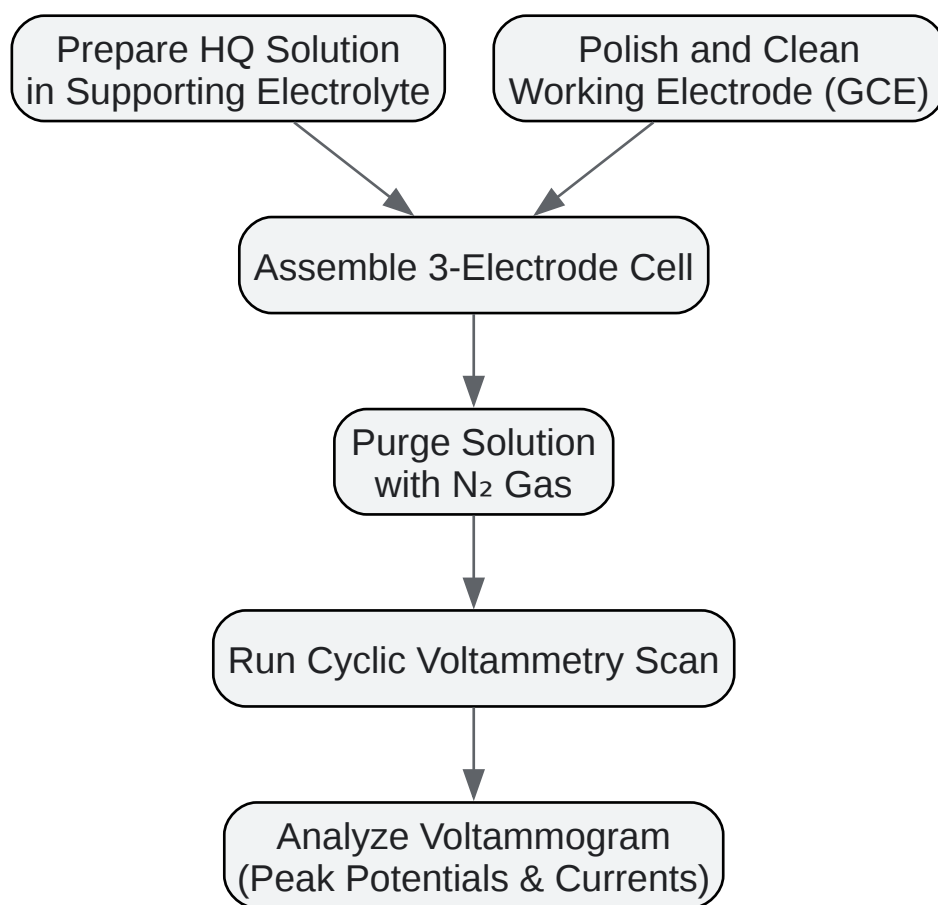 Prepare HQ Solution
in Supporting Electrolyte
Polish and Clean
Working Electrode (GCE)
Assemble 3-Electrode Cell
Purge Solution
with N₂ Gas
Run Cyclic Voltammetry Scan
Analyze Voltammogram
(Peak Potentials & Currents)